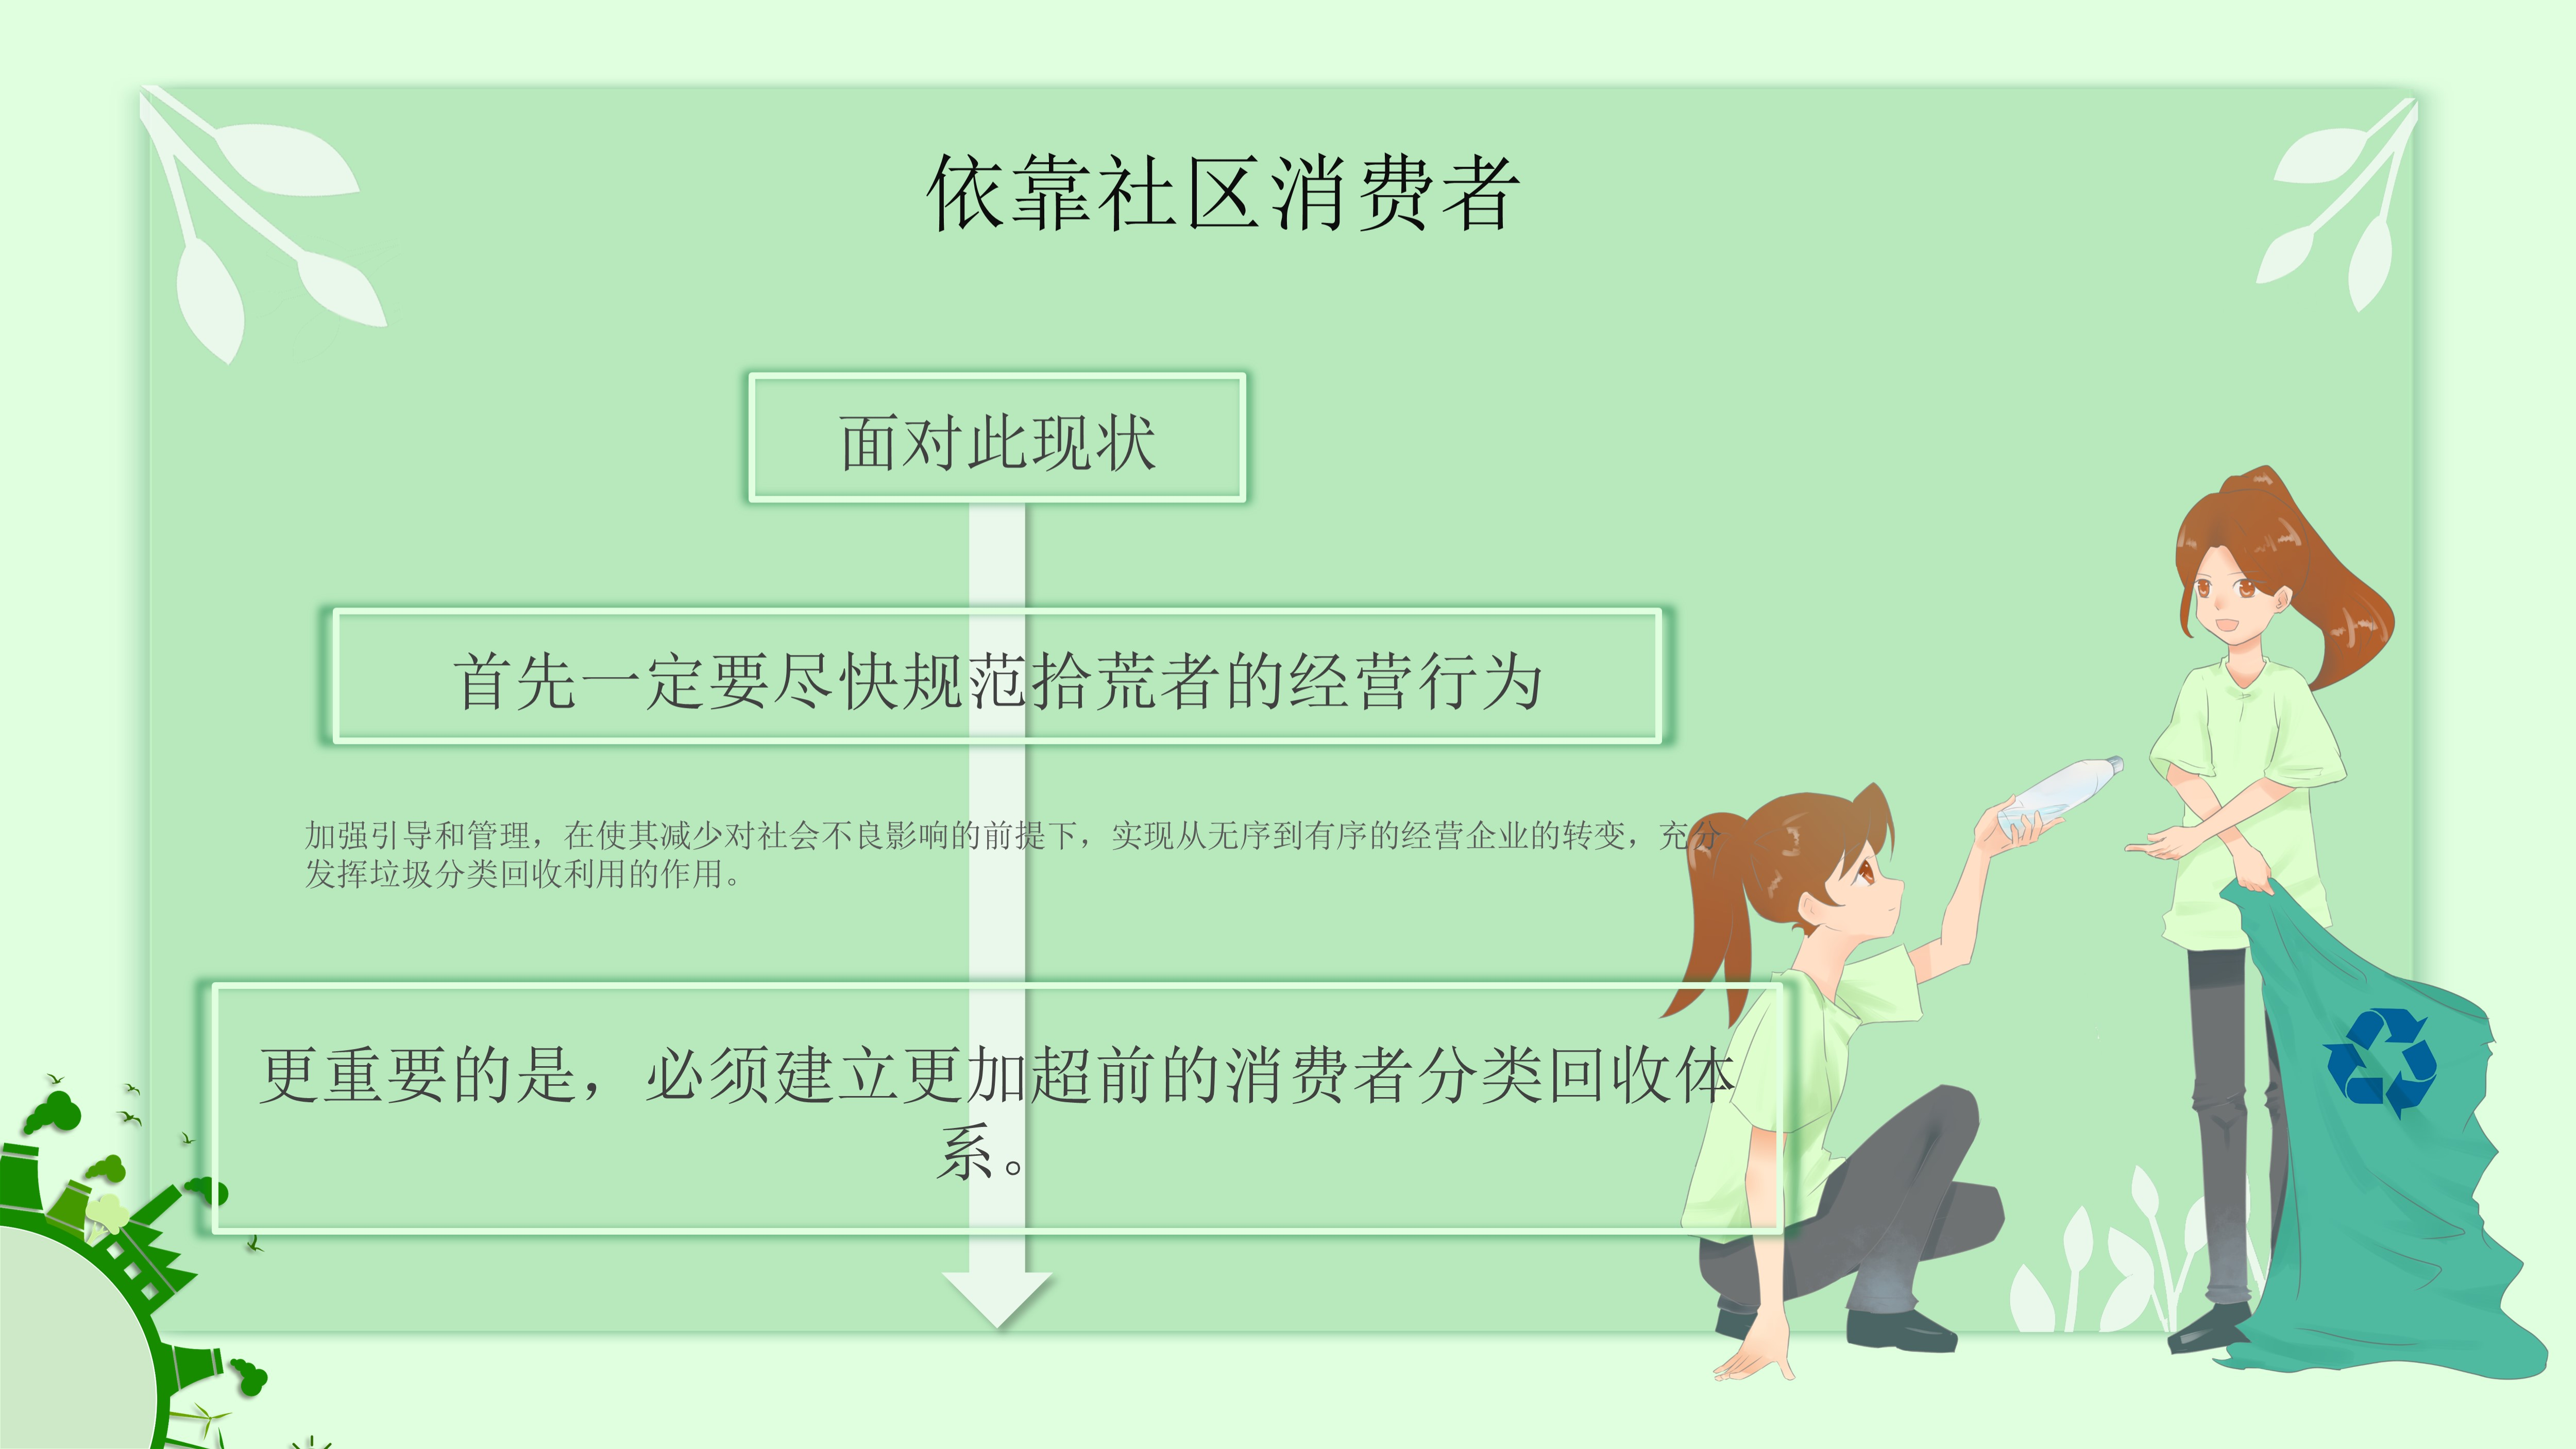 依靠社区消费者
面对此现状
首先一定要尽快规范拾荒者的经营行为
加强引导和管理，在使其减少对社会不良影响的前提下，实现从无序到有序的经营企业的转变，充分
发挥垃圾分类回收利用的作用。
更重要的是，必须建立更加超前的消费者分类回收体
系。